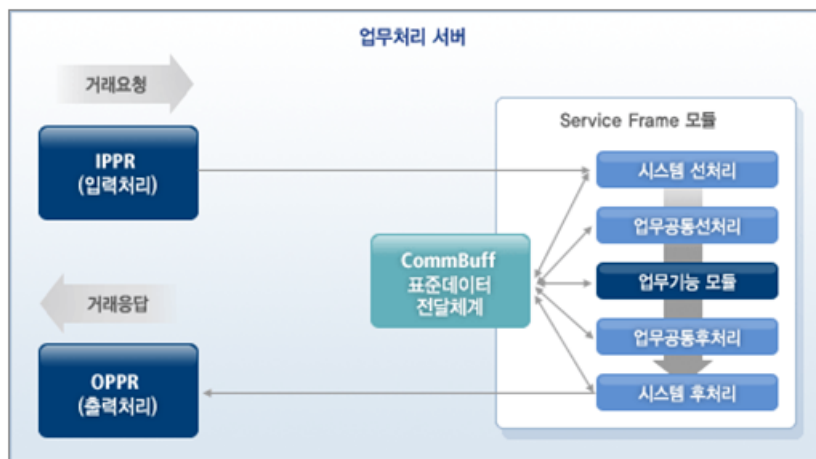 업무처리 서버
거래요청
IPPR
(입력처리)
CommBuff
표준데이터
전달체계
거래응답
OPPR
(출력처리)
Service Frame 모듈
시스템 선처리
업무공통선처리
업무기능 모듈
업무공통후처리
시스템 후처리